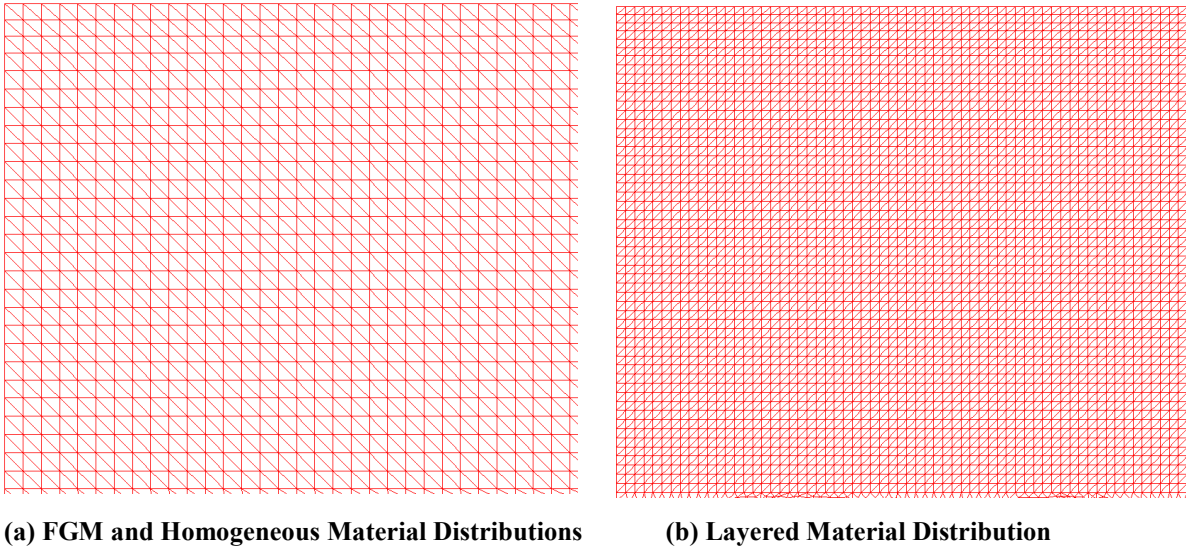 (a) FGM and Homogeneous Material Distributions
(b) Layered Material Distribution